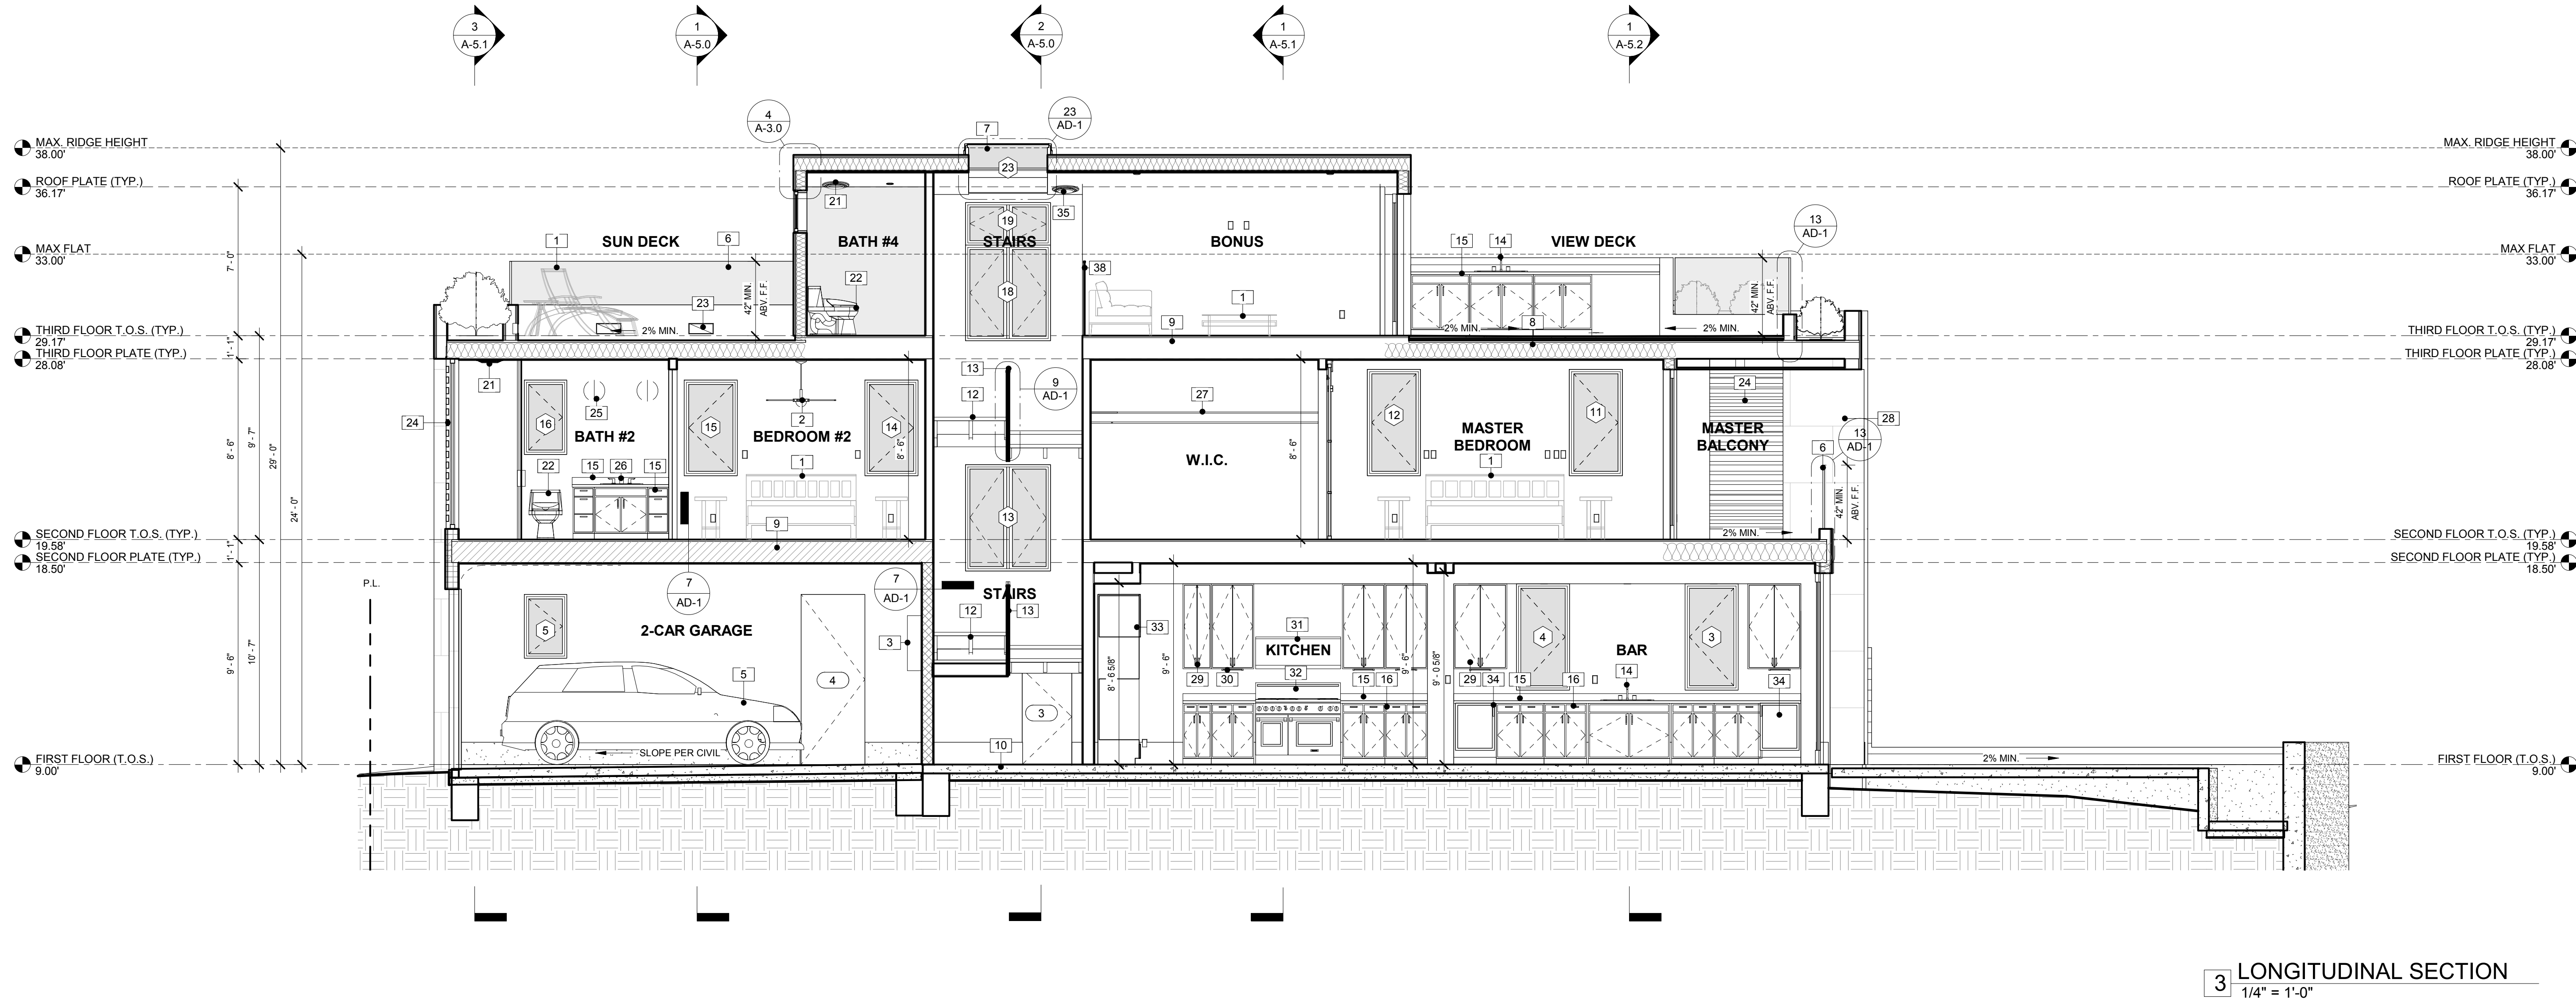 3
A-5.1
1
A-5.0
2
A-5.0
1
A-5.1
1
A-5.2
4
A-3.0
7
23
AD-1
MAX. RIDGE HEIGHT
38.00'
MAX. RIDGE HEIGHT
38.00'
23
ROOF PLATE (TYP.)
36.17'
ROOF PLATE (TYP.)
36.17'
21
35
19
13
AD-1
1
SUN DECK
6
BATH #4
STAIRS
BONUS
15
14
VIEW DECK
MAX FLAT
33.00'
MAX FLAT
33.00'
7' - 0"
38
22
18
1
23
42" MIN.
ABV. F.F.
42" MIN.
ABV. F.F.
2% MIN.
9
2% MIN.
8
2% MIN.
THIRD FLOOR T.O.S. (TYP.)
29.17'
THIRD FLOOR T.O.S. (TYP.)
29.17'
THIRD FLOOR PLATE (TYP.)
28.08'
THIRD FLOOR PLATE (TYP.)
28.08'
1' - 1"
21
13
9
AD-1
12
27
24
24
25
2
16
15
14
12
11
28
BATH #2
BEDROOM #2
MASTER
BEDROOM
MASTER
BALCONY
13
AD-1
6
W.I.C.
8' - 6"
9' - 7"
29' - 0"
24' - 0"
8' - 6"
8' - 6"
22
15
26
15
1
1
13
9
42" MIN.
ABV. F.F.
2% MIN.
SECOND FLOOR T.O.S. (TYP.)
19.58'
SECOND FLOOR T.O.S. (TYP.)
19.58'
SECOND FLOOR PLATE (TYP.)
18.50'
SECOND FLOOR PLATE (TYP.)
18.50'
1' - 1"
P.L.
7
AD-1
7
AD-1
STAIRS
12
13
33
31
5
2-CAR GARAGE
3
KITCHEN
4
3
BAR
9' - 6"
10' - 7"
8' - 6 5/8"
9' - 6"
9' - 6"
9' - 0 5/8"
5
4
29
30
32
15
16
29
34
15
16
14
34
3
SLOPE PER CIVIL
10
2% MIN.
FIRST FLOOR (T.O.S.)
9.00'
FIRST FLOOR (T.O.S.)
9.00'
3
LONGITUDINAL SECTION
1/4" = 1'-0"